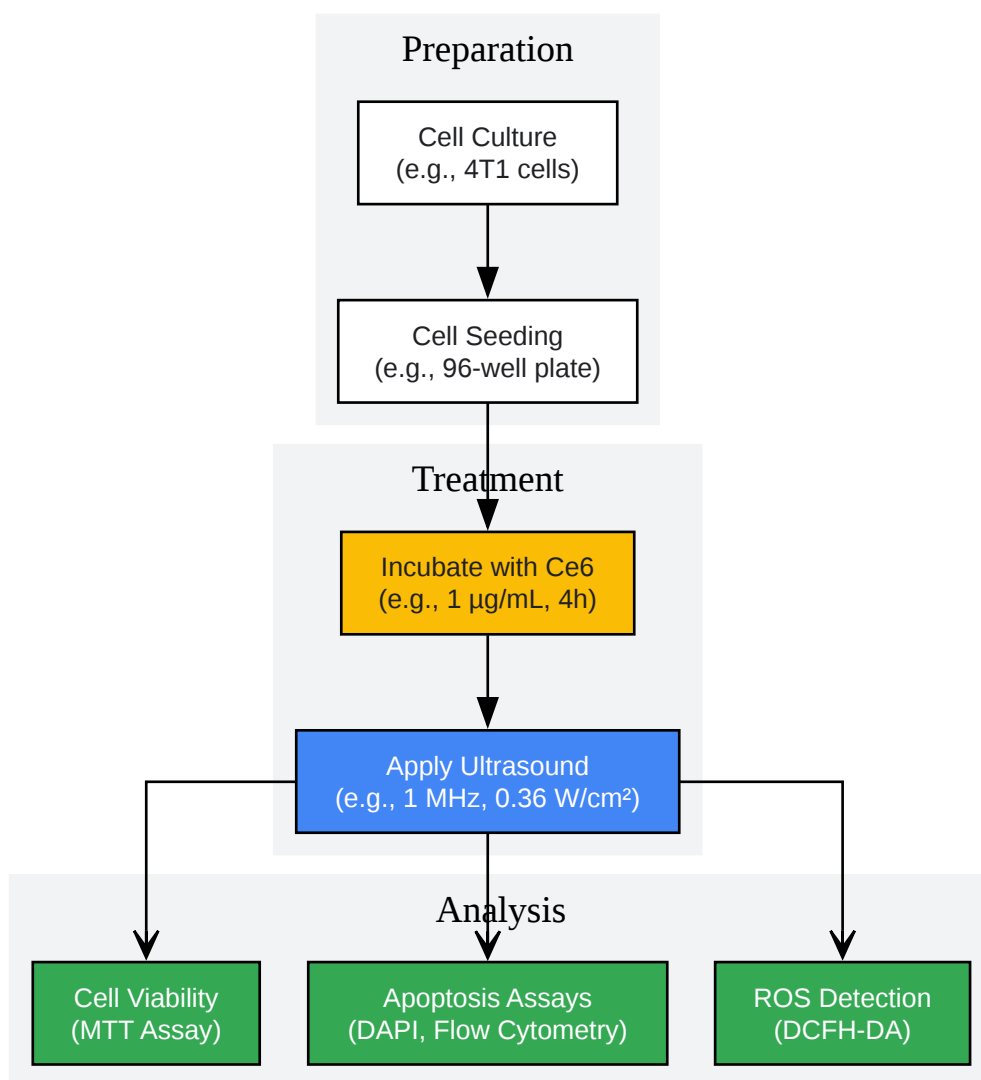 Preparation
Cell Culture
(e.g., 4T1 cells)
Cell Seeding
(e.g., 96-well plate)
Treatment
Incubate with Ce6
(e.g., 1 µg/mL, 4h)
Apply Ultrasound
(e.g., 1 MHz, 0.36 W/cm²)
Analysis
Cell Viability
(MTT Assay)
Apoptosis Assays
(DAPI, Flow Cytometry)
ROS Detection
(DCFH-DA)